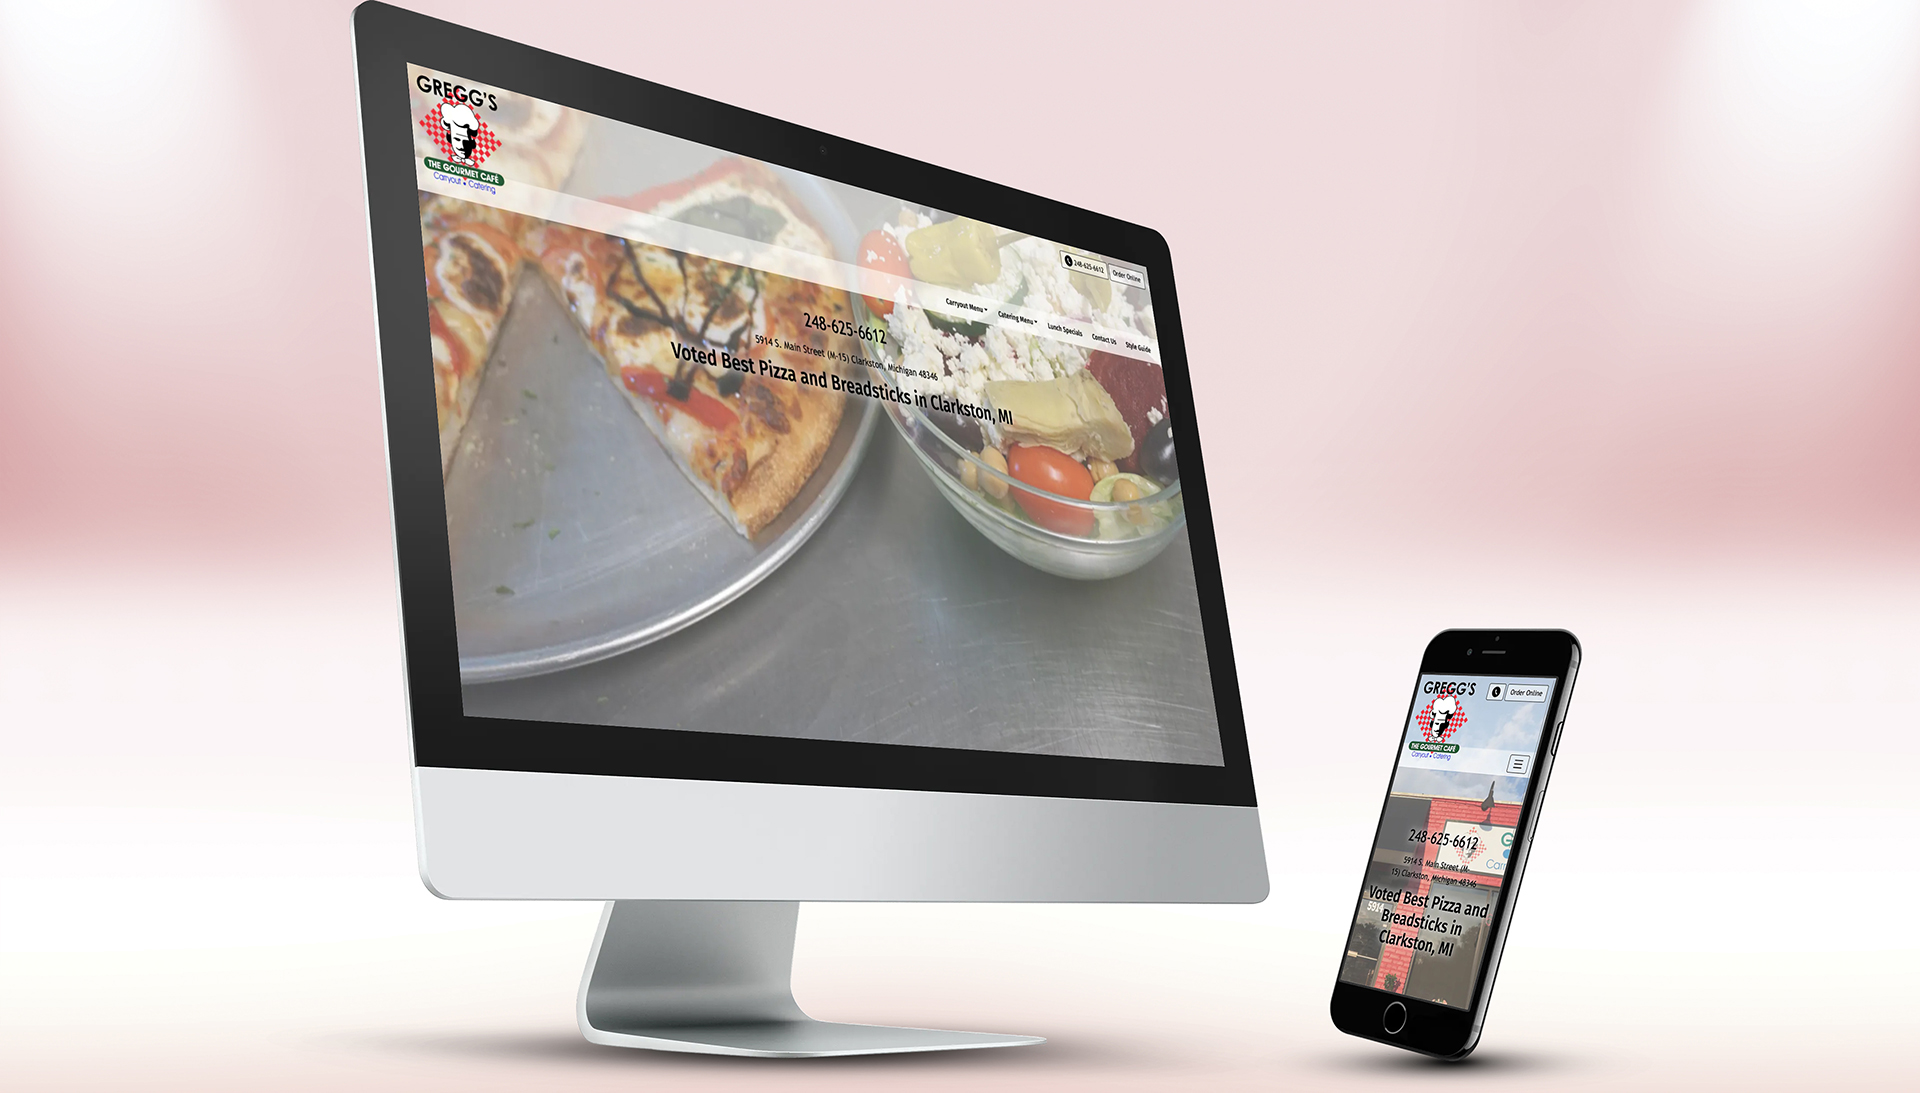 GREGG'S
THE GOURMET CAFÉ
Carryout • Catering
248-625-6612
Order Online
Carryout Menu
Catering Menu
Lunch Specials
Contact Us
Style Guide
248-625-6612
5914 S. Main Street (M-15) Clarkston, Michigan 48346
Voted Best Pizza and Breadsticks in Clarkston, MI
GREGG'S
THE GOURMET CAFÉ
Carryout • Catering
Order Online
248-625-6612
5914 S. Main Street (M-
15) Clarkston, Michigan 48346
Voted Best Pizza and
Breadsticks in
Clarkston, MI
5914
G
Carr